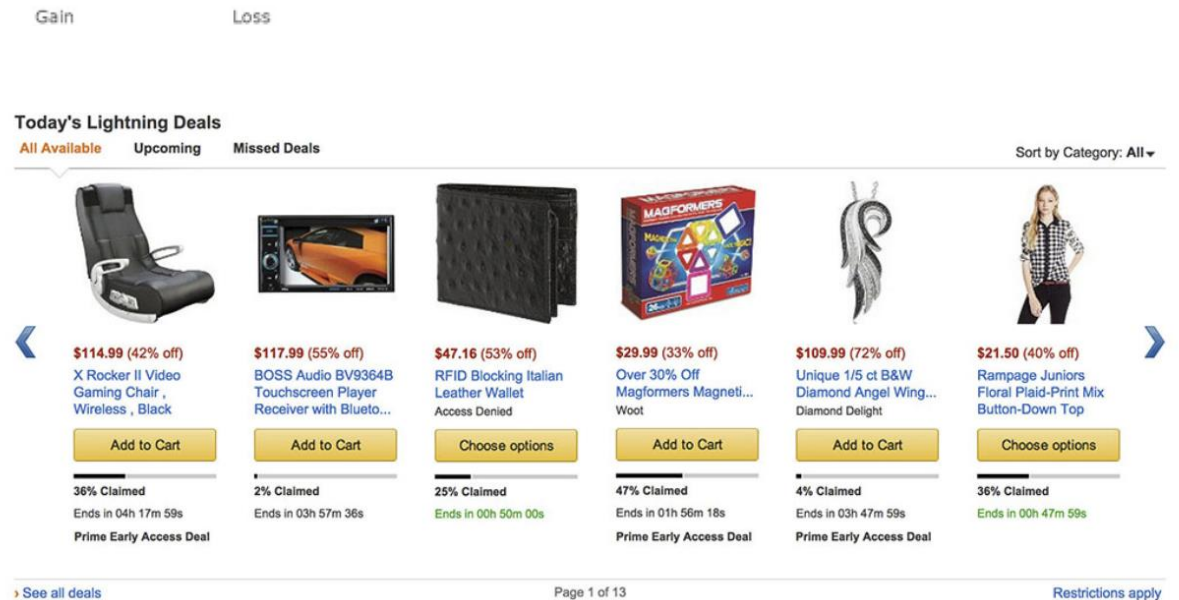 Gain Loss
Today's Lightning Deals
All Available Upcoming Missed Deals
Sort by Category: All
MAGFORMERS
$114.99 (42% off)
X Rocker II Video
Gaming Chair ,
Wireless , Black
Add to Cart
36% Claimed
Ends in 04h 17m 59s
Prime Early Access Deal
$117.99 (55% off)
BOSS Audio BV9364B
Touchscreen Player
Receiver with Blueto...
Add to Cart
2% Claimed
Ends in 03h 57m 36s
$47.16 (53% off)
RFID Blocking Italian
Leather Wallet
Access Denied
Choose options
25% Claimed
Ends in 00h 50m 00s
$29.99 (33% off)
Over 30% Off
Magformers Magneti...
Woot
Add to Cart
47% Claimed
Ends in 01h 56m 18s
Prime Early Access Deal
$109.99 (72% off)
Unique 1/5 ct B&W
Diamond Angel Wing...
Diamond Delight
Add to Cart
4% Claimed
Ends in 03h 47m 59s
Prime Early Access Deal
$21.50 (40% off)
Rampage Juniors
Floral Plaid-Print Mix
Button-Down Top
Choose options
36% Claimed
Ends in 00h 47m 59s
› See all deals
Page 1 of 13
Restrictions apply